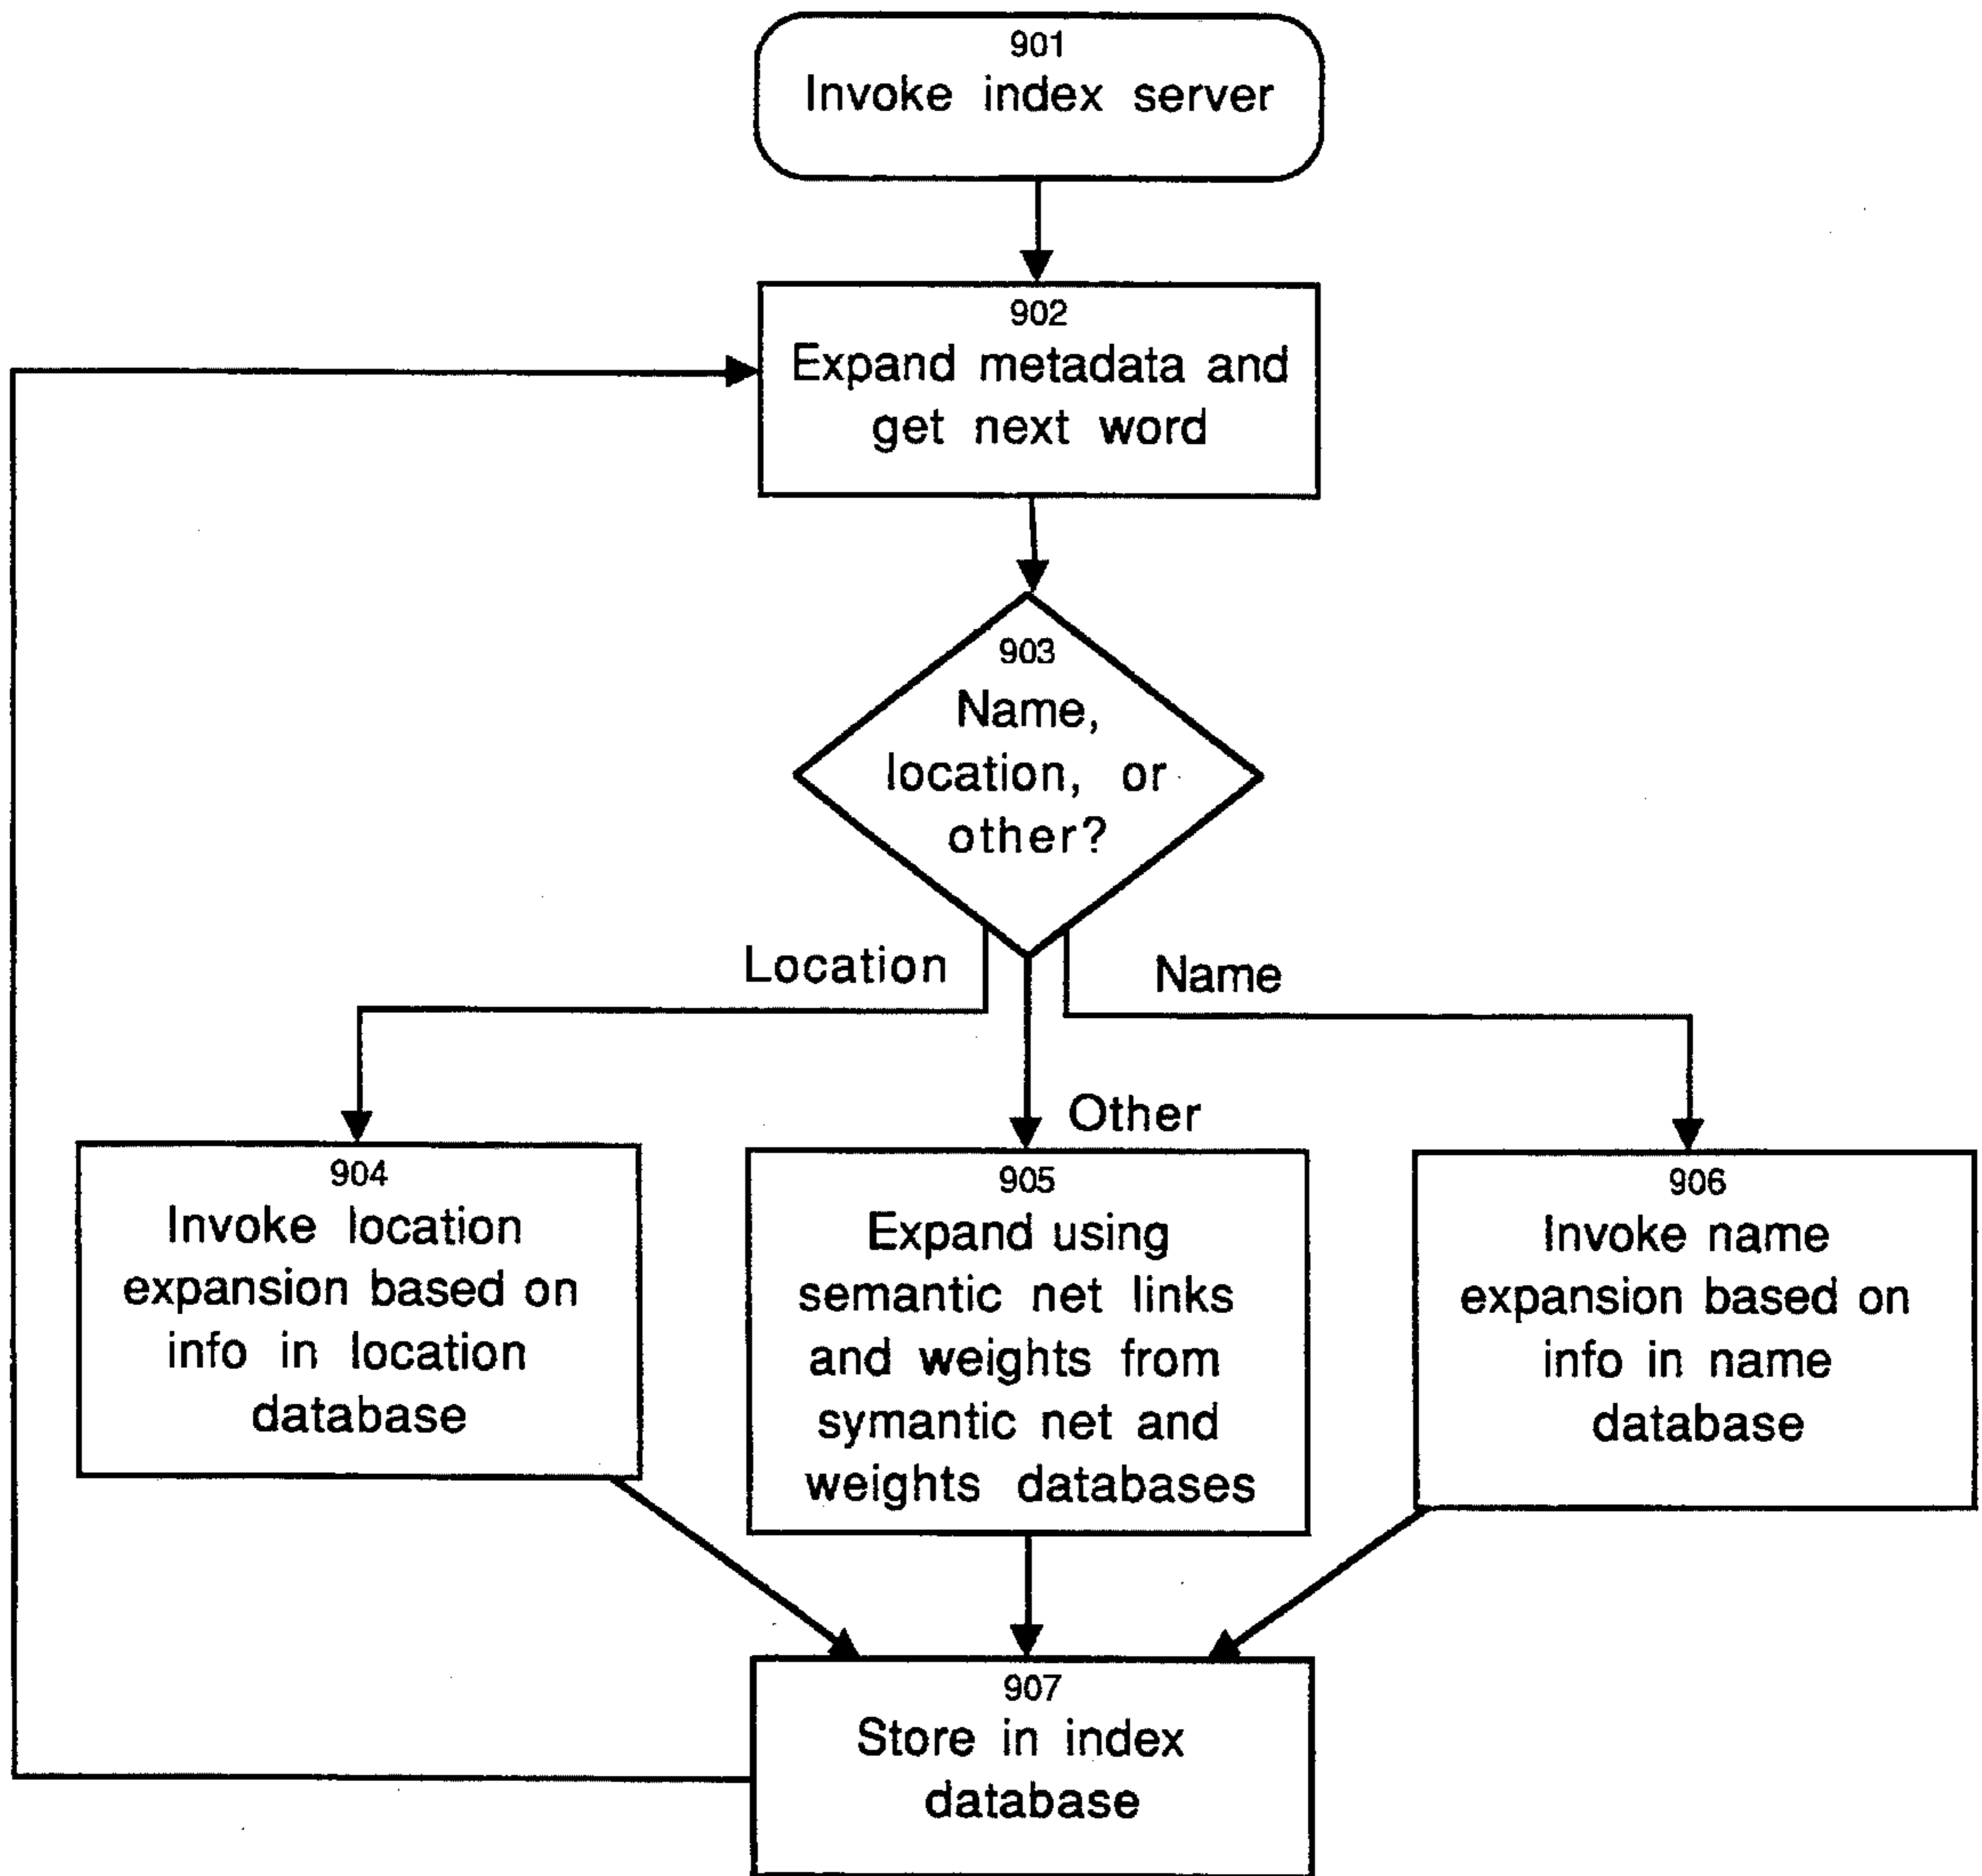 901
Invoke index server
902
Expand metadata and
get next word
903
Name,
location, or
other?
Location
Name
Other
904
Invoke location
expansion based on
info in location
database
905
Expand using
semantic net links
and weights from
symantic net and
weights databases
906
Invoke name
expansion based on
info in name
database
907
Store in index
database